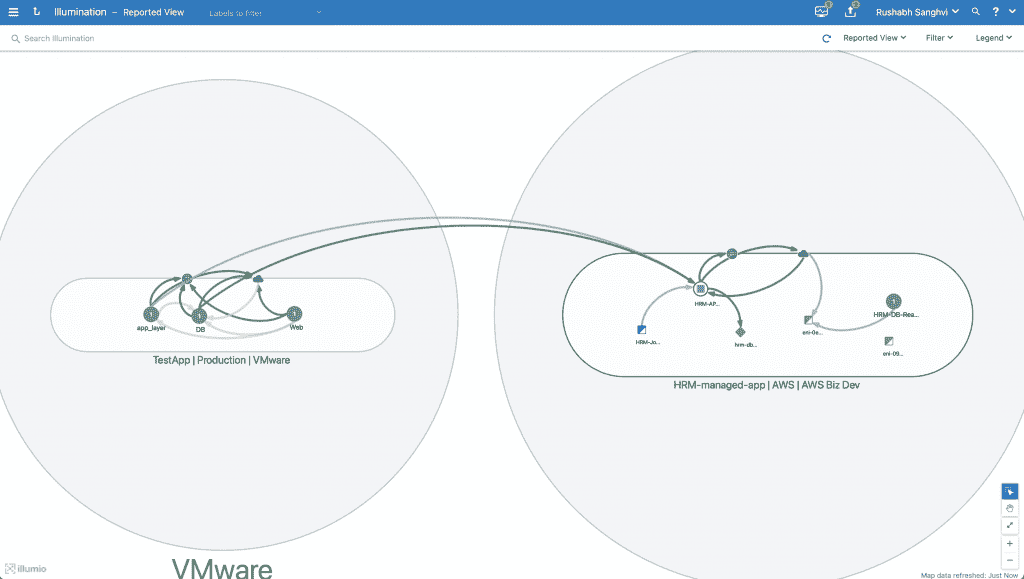 Illumination – Reported View
Labels to filter
Rushabh Sanghvi
?
Search Illumination
Reported View
Filter
Legend
app_layer
DB
Web
TestApp | Production | VMware
HRM-AP...
HRM-Jo...
hrm-db...
eni-0e...
HRM-DB-Rea...
eni-09...
HRM-managed-app | AWS | AWS Biz Dev
VMware
illumio
Map data refreshed: Just Now